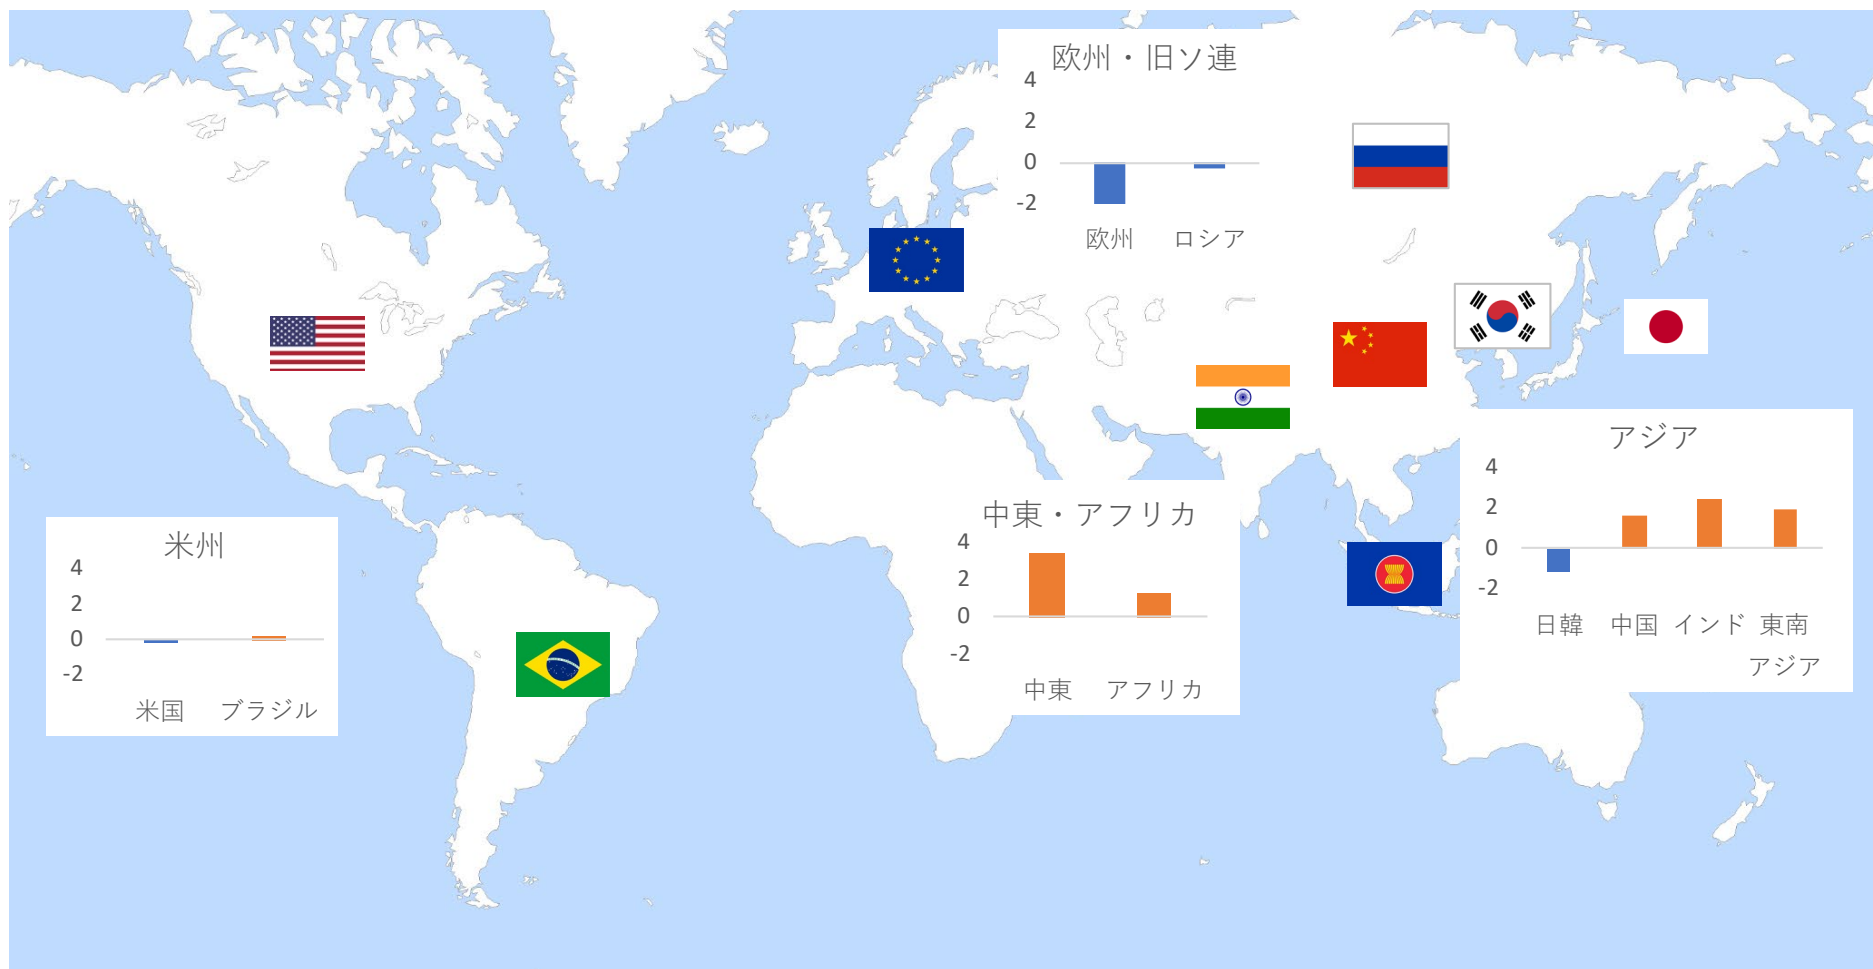 欧州・旧ソ連
4
2
0
-2
欧州 ロシア
アジア
4
2
0
-2
日韓 中国 インド 東南
アジア
中東・アフリカ
4
2
0
-2
中東 アフリカ
米州
4
2
0
-2
米国 ブラジル